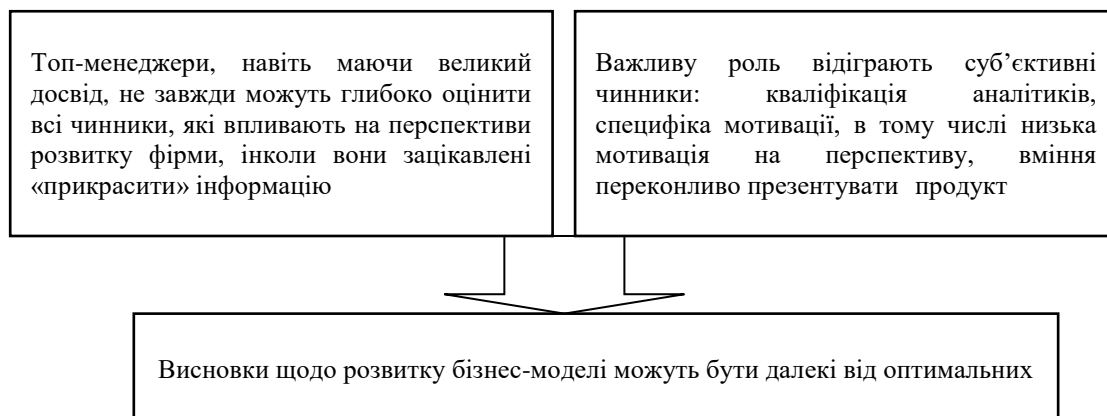 Топ-менеджери, навіть маючи великий
досвід, не завжди можуть глибоко оцінити
всі чинники, які впливають на перспективи
розвитку фірми, інколи вони зацікавлені
«прикрасити» інформацію
Важливу роль відіграють суб’єктивні
чинники: кваліфікація аналітиків,
специфіка мотивації, в тому числі низька
мотивація на перспективу, вміння
переконливо презентувати продукт
Висновки щодо розвитку бізнес-моделі можуть бути далекі від оптимальних